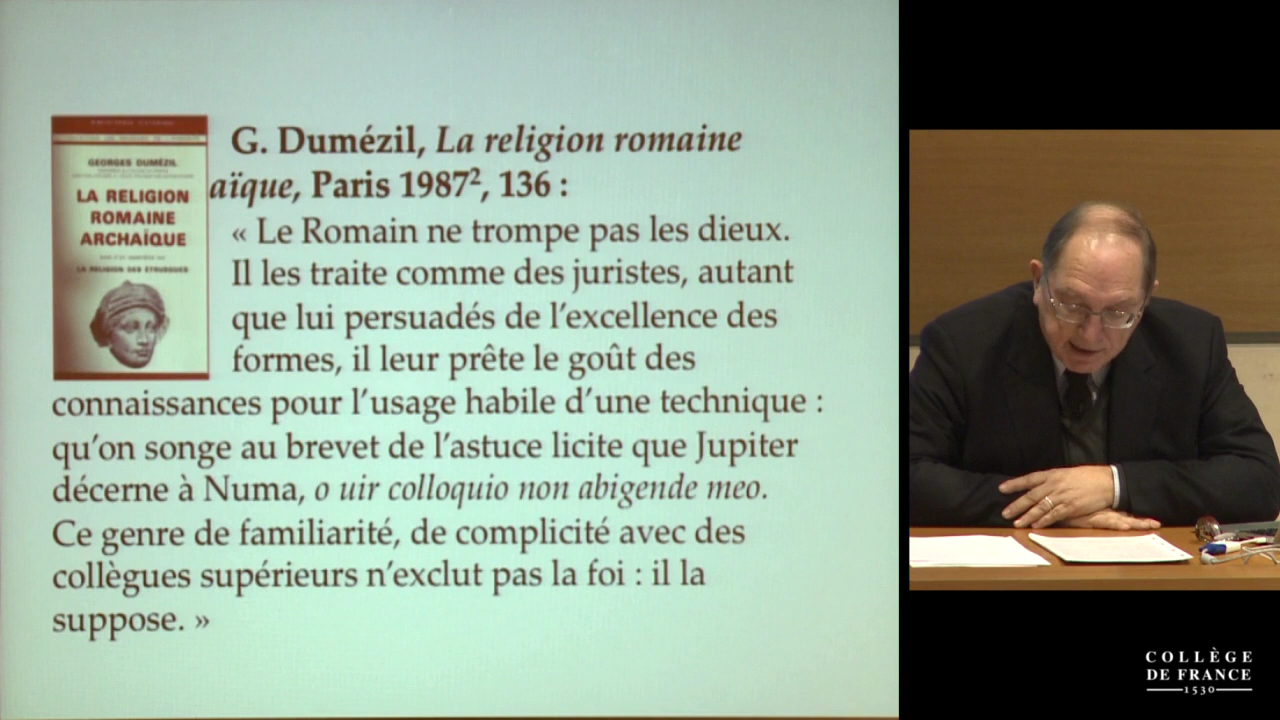 G. Dumézil, La religion romaine
aïque, Paris 1987², 136 :
« Le Romain ne trompe pas les dieux.
Il les traite comme des juristes, autant
que lui persuadés de l’excellence des
formes, il leur prête le goût des
connaissances pour l’usage habile d’une technique :
qu’on songe au brevet de l’astuce licite que Jupiter
décerne à Numa, o uir colloquio non abigende meo.
Ce genre de familiarité, de complicité avec des
collègues supérieurs n’exclut pas la foi : il la
suppose. »
GEORGES DUMÉZIL
LA RELIGION
ROMAINE
ARCHAÏQUE
LA RELIGION DES ÉTRUSQUES
COLLÈGE
DE FRANCE
1530